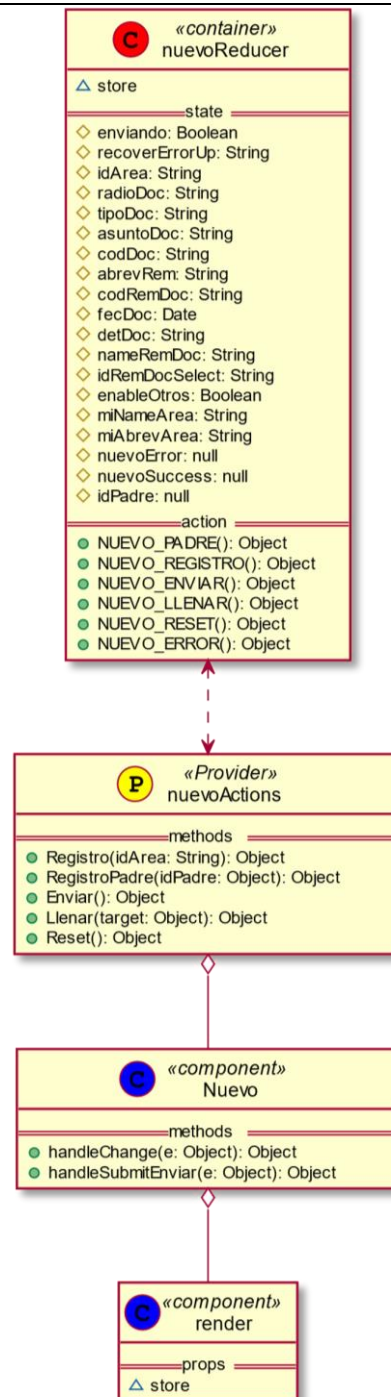 C
«container»
nuevoReducer
store
state
enviando: Boolean
recoverErrorUp: String
idArea: String
radioDoc: String
tipoDoc: String
asuntoDoc: String
codDoc: String
abrevRem: String
codRemDoc: String
fecDoc: Date
detDoc: String
nameRemDoc: String
idRemDocSelect: String
enableOtros: Boolean
miNameArea: String
miAbrevArea: String
nuevoError: null
nuevoSuccess: null
idPadre: null
action
NUEVO_PADRE(): Object
NUEVO_REGISTRO(): Object
NUEVO_ENVIAR(): Object
NUEVO_LLENAR(): Object
NUEVO_RESET(): Object
NUEVO_ERROR(): Object
P
«Provider»
nuevoActions
methods
Registro(idArea: String): Object
RegistroPadre(idPadre: Object): Object
Enviar(): Object
Llenar(target: Object): Object
Reset(): Object
C
«component»
Nuevo
methods
handleChange(e: Object): Object
handleSubmitEnviar(e: Object): Object
C
«component»
render
props
store